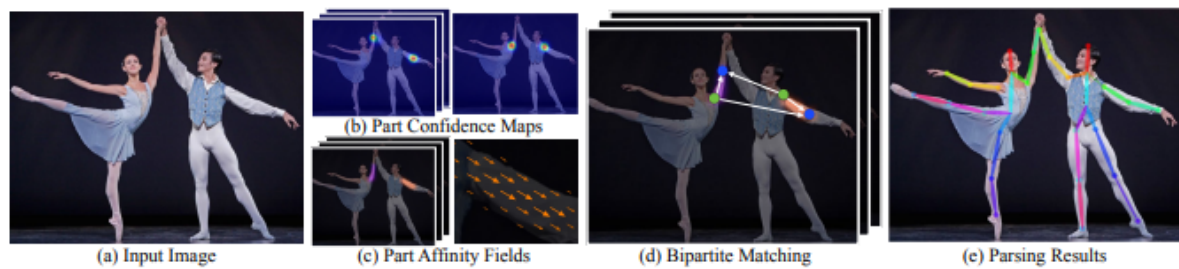 (a) Input Image
(b) Part Confidence Maps
(c) Part Affinity Fields
(d) Bipartite Matching
(e) Parsing Results